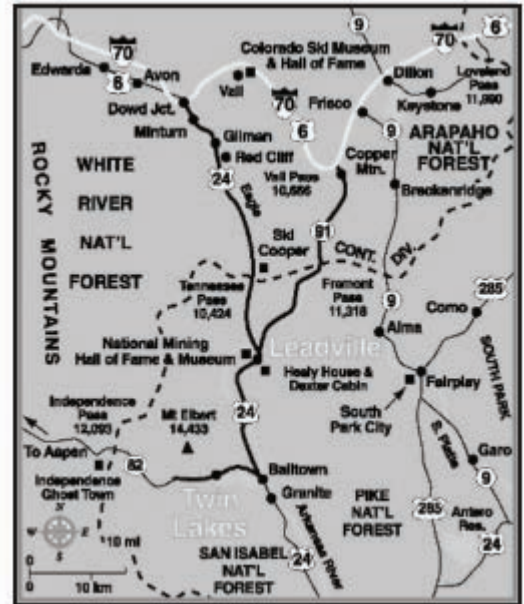 9
6
70
70
Colorado Ski Museum
& Hall of Fame
Edwards
Avon
6
Vail
Dillon
Loveland
Pass
11,990
Keystone
Dowd Jct.
70
Frisco
Minturn
Gilman
6
9
ARAPAHO
NAT'L
FOREST
Red Cliff
Copper
Mtn.
Vail Pass
10,666
24
Eagle
Breckenridge
ROCKY MOUNTAINS
WHITE
RIVER
NAT'L
FOREST
91
Ski
Cooper
CONT. DIV.
Tennessee
Pass
10,424
Fremont
Pass
11,318
9
285
Como
Alma
National Mining
Hall of Fame & Museum
Leadville
Healy House &
Dexter Cabin
Fairplay
SOUTH PARK
South
Park City
Independence
Pass
12,093
Mt Elbert
14,433
24
To Aspen
82
Independence
Ghost Town
Balltown
Granite
S. Platte
Garo
9
Twin
Lakes
PIKE
NAT'L
FOREST
285
Antero
Res.
24
N
W
E
S
0
10 mi
0
10 km
SAN ISABEL
NAT'L
FOREST
24
Arkansas River